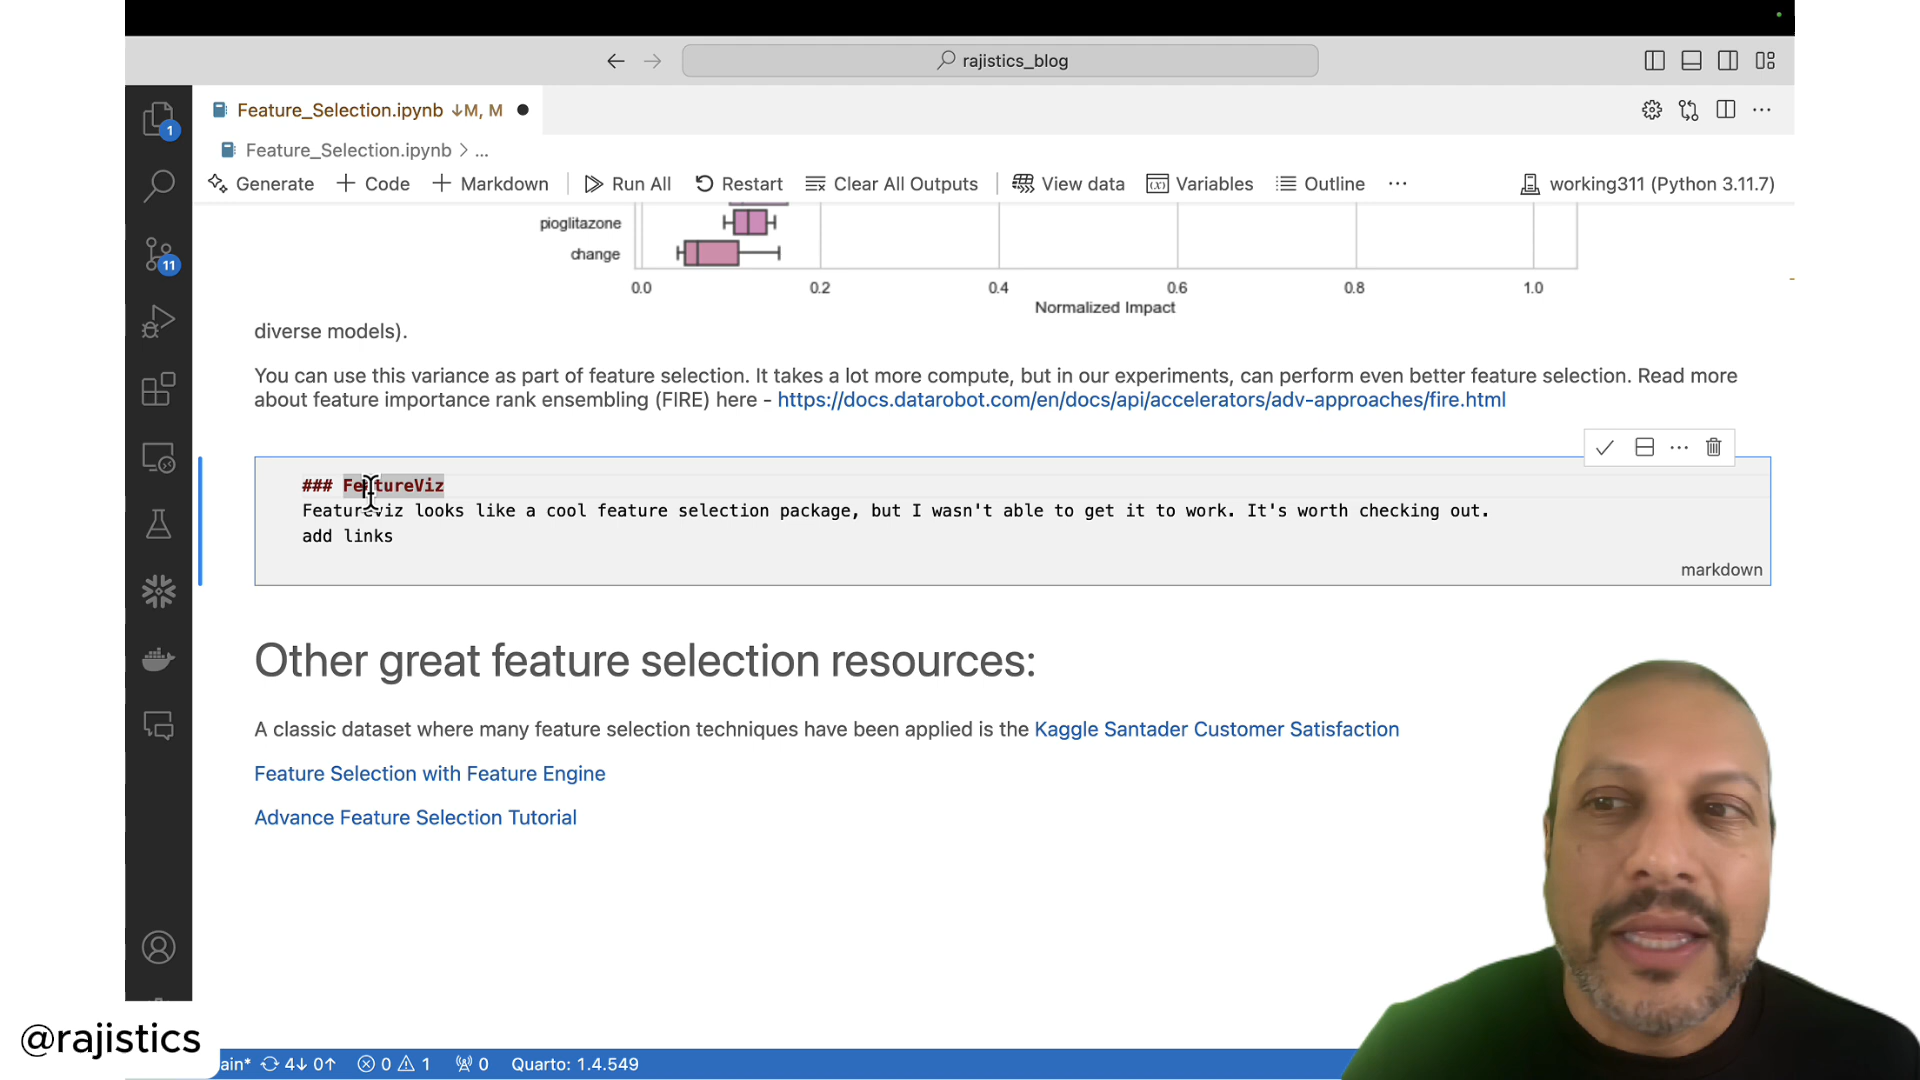 rajistics_blog
Feature_Selection.ipynb ↓M, M
Feature_Selection.ipynb > ...
Generate + Code + Markdown Run All Restart Clear All Outputs View data Variables Outline ... working311 (Python 3.11.7)
1
11
pioglitazone
change
0.0 0.2 0.4 0.6 0.8 1.0
Normalized Impact
diverse models).
You can use this variance as part of feature selection. It takes a lot more compute, but in our experiments, can perform even better feature selection. Read more
about feature importance rank ensembling (FIRE) here - https://docs.datarobot.com/en/docs/api/accelerators/adv-approaches/fire.html
### FeatureViz
Featureviz looks like a cool feature selection package, but I wasn't able to get it to work. It's worth checking out.
add links
markdown
Other great feature selection resources:
A classic dataset where many feature selection techniques have been applied is the Kaggle Santader Customer Satisfaction
Feature Selection with Feature Engine
Advance Feature Selection Tutorial
@rajistics
ain* 4↓ 0↑ 0 1 0 Quarto: 1.4.549